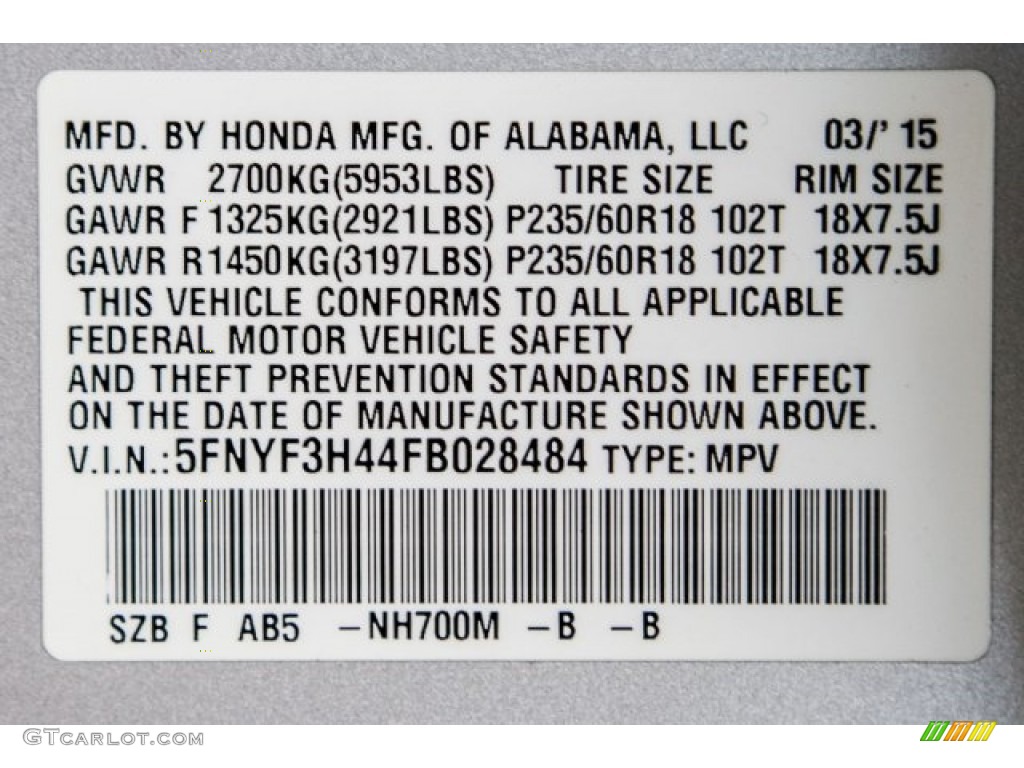 MFD. BY HONDA MFG. OF ALABAMA, LLC 03/' 15
GVWR 2700KG(5953LBS) TIRE SIZE RIM SIZE
GAWR F 1325KG(2921LBS) P235/60R18 102T 18X7.5J
GAWR R1450KG(3197LBS) P235/60R18 102T 18X7.5J
THIS VEHICLE CONFORMS TO ALL APPLICABLE
FEDERAL MOTOR VEHICLE SAFETY
AND THEFT PREVENTION STANDARDS IN EFFECT
ON THE DATE OF MANUFACTURE SHOWN ABOVE.
V.I.N.:5FNYF3H44FB028484 TYPE: MPV
SZB F AB5 –NH700M –B –B
GTCARLOT.COM